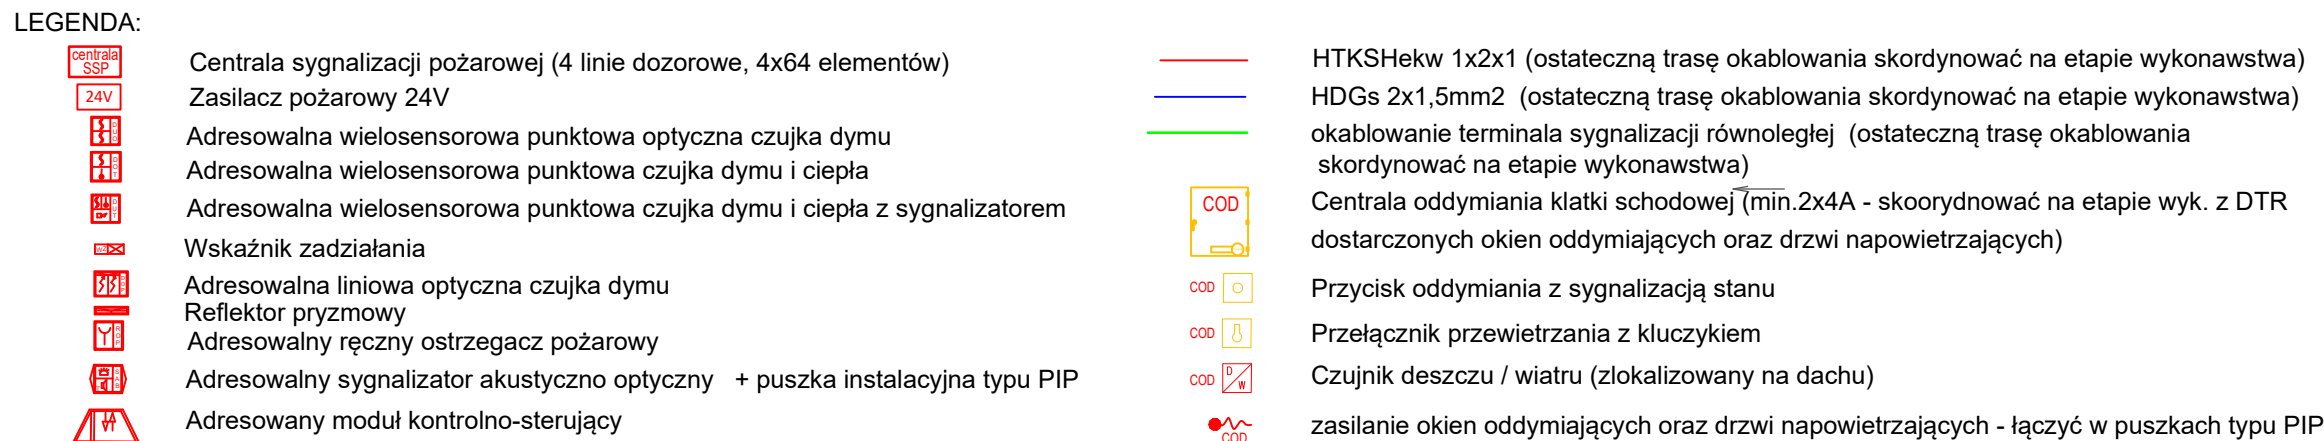 LEGENDA:
centrala
SSP
Centrala sygnalizacji pożarowej (4 linie dozorowe, 4x64 elementów)
24V
Zasilacz pożarowy 24V
DUO
Adresowalna wielosensorowa punktowa optyczna czujka dymu
DOT
Adresowalna wielosensorowa punktowa czujka dymu i ciepła
DUT
Adresowalna wielosensorowa punktowa czujka dymu i ciepła z sygnalizatorem
WZ
Wskaźnik zadziałania
Adresowalna liniowa optyczna czujka dymu
Reflektor pryzmowy
ROP
Adresowalny ręczny ostrzegacz pożarowy
SAB
Adresowalny sygnalizator akustyczno optyczny + puszka instalacyjna typu PIP
Adresowany moduł kontrolno-sterujący
HTKSHekw 1x2x1 (ostateczną trasę okablowania skordynować na etapie wykonawstwa)
HDGs 2x1,5mm2 (ostateczną trasę okablowania skordynować na etapie wykonawstwa)
okablowanie terminala sygnalizacji równoległej (ostateczną trasę okablowania
skordynować na etapie wykonawstwa)
COD
Centrala oddymiania klatki schodowej (min.2x4A - skoorydnować na etapie wyk. z DTR
dostarczonych okien oddymiających oraz drzwi napowietrzających)
COD
Przycisk oddymiania z sygnalizacją stanu
COD
Przełącznik przewietrzania z kluczykiem
COD D/W
Czujnik deszczu / wiatru (zlokalizowany na dachu)
COD
zasilanie okien oddymiających oraz drzwi napowietrzających - łączyć w puszkach typu PIP